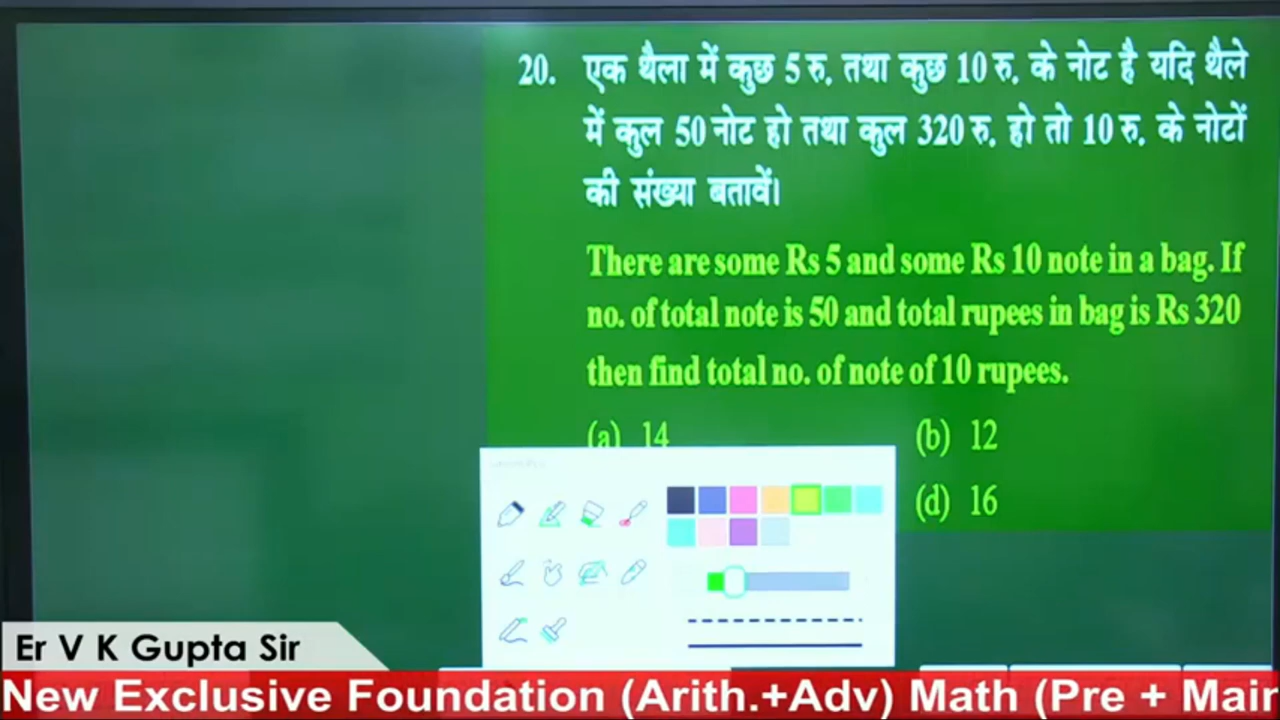 20. एक थैला में कुछ 5 रु. तथा कुछ 10 रु. के नोट है यदि थैले
में कुल 50 नोट हो तथा कुल 320 रु. हो तो 10 रु. के नोटों
की संख्या बतावें।
There are some Rs 5 and some Rs 10 note in a bag. If
no. of total note is 50 and total rupees in bag is Rs 320
then find total no. of note of 10 rupees.
(a) 14 (b) 12
(d) 16
Er V K Gupta Sir
New Exclusive Foundation (Arith.+Adv) Math (Pre + Main